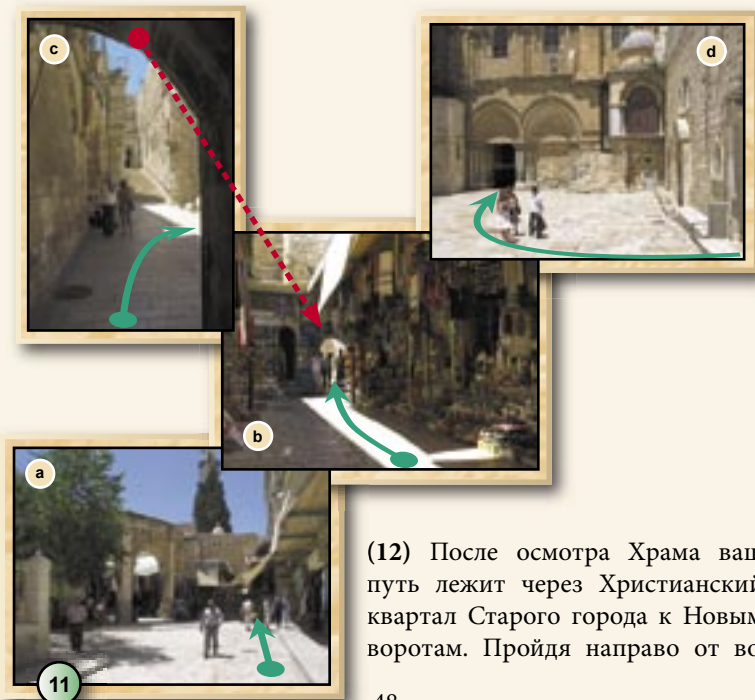 c
d
b
a
11
(12) После осмотра Храма ваш
путь лежит через Христианский
квартал Старого города к Новым
воротам. Пройдя направо от во
48